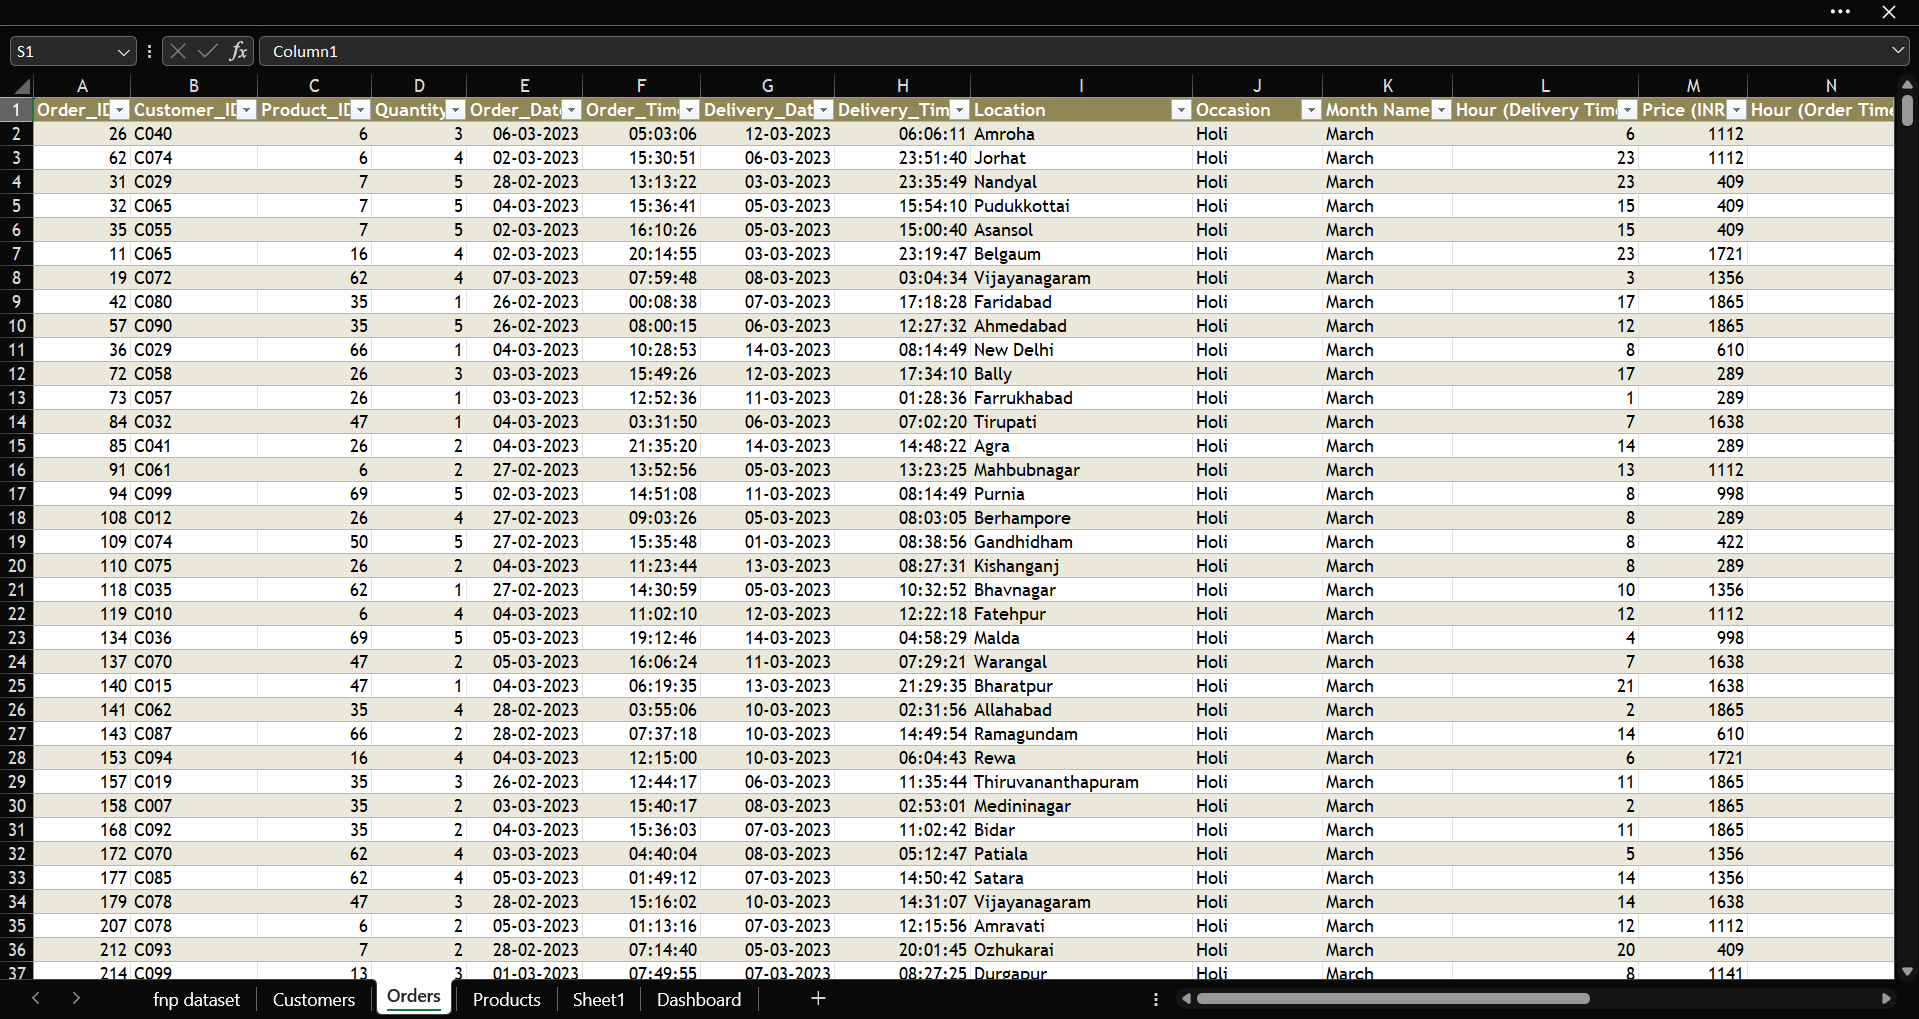 S1 fx Column1
A B C D E F G H I J K L M N
1 Order_ID Customer_ID Product_ID Quantity Order_Dat Order_Tim Delivery_Dat Delivery_Tim Location Occasion Month Name Hour (Delivery Tim Price (INR Hour (Order Time
2 26 C040 6 3 06-03-2023 05:03:06 12-03-2023 06:06:11 Amroha Holi March 6 1112
3 62 C074 6 4 02-03-2023 15:30:51 06-03-2023 23:51:40 Jorhat Holi March 23 1112
4 31 C029 7 5 28-02-2023 13:13:22 03-03-2023 23:35:49 Nandyal Holi March 23 409
5 32 C065 7 5 04-03-2023 15:36:41 05-03-2023 15:54:10 Pudukkottai Holi March 15 409
6 35 C055 7 5 02-03-2023 16:10:26 05-03-2023 15:00:40 Asansol Holi March 15 409
7 11 C065 16 4 02-03-2023 20:14:55 03-03-2023 23:19:47 Belgaum Holi March 23 1721
8 19 C072 62 4 07-03-2023 07:59:48 08-03-2023 03:04:34 Vijayanagaram Holi March 3 1356
9 42 C080 35 1 26-02-2023 00:08:38 07-03-2023 17:18:28 Faridabad Holi March 17 1865
10 57 C090 35 5 26-02-2023 08:00:15 06-03-2023 12:27:32 Ahmedabad Holi March 12 1865
11 36 C029 66 1 04-03-2023 10:28:53 14-03-2023 08:14:49 New Delhi Holi March 8 610
12 72 C058 26 3 03-03-2023 15:49:26 12-03-2023 17:34:10 Bally Holi March 17 289
13 73 C057 26 1 03-03-2023 12:52:36 11-03-2023 01:28:36 Farrukhabad Holi March 1 289
14 84 C032 47 1 04-03-2023 03:31:50 06-03-2023 07:02:20 Tirupati Holi March 7 1638
15 85 C041 26 2 04-03-2023 21:35:20 14-03-2023 14:48:22 Agra Holi March 14 289
16 91 C061 6 2 27-02-2023 13:52:56 05-03-2023 13:23:25 Mahbubnagar Holi March 13 1112
17 94 C099 69 5 02-03-2023 14:51:08 11-03-2023 08:14:49 Purnia Holi March 8 998
18 108 C012 26 4 27-02-2023 09:03:26 05-03-2023 08:03:05 Berhampore Holi March 8 289
19 109 C074 50 5 27-02-2023 15:35:48 01-03-2023 08:38:56 Gandhidham Holi March 8 422
20 110 C075 26 2 04-03-2023 11:23:44 13-03-2023 08:27:31 Kishanganj Holi March 8 289
21 118 C035 62 1 27-02-2023 14:30:59 05-03-2023 10:32:52 Bhavnagar Holi March 10 1356
22 119 C010 6 4 04-03-2023 11:02:10 12-03-2023 12:22:18 Fatehpur Holi March 12 1112
23 134 C036 69 5 05-03-2023 19:12:46 14-03-2023 04:58:29 Malda Holi March 4 998
24 137 C070 47 2 05-03-2023 16:06:24 11-03-2023 07:29:21 Warangal Holi March 7 1638
25 140 C015 47 1 04-03-2023 06:19:35 13-03-2023 21:29:35 Bharatpur Holi March 21 1638
26 141 C062 35 4 28-02-2023 03:55:06 10-03-2023 02:31:56 Allahabad Holi March 2 1865
27 143 C087 66 2 28-02-2023 07:37:18 10-03-2023 14:49:54 Ramagundam Holi March 14 610
28 153 C094 16 4 04-03-2023 12:15:00 10-03-2023 06:04:43 Rewa Holi March 6 1721
29 157 C019 35 3 26-02-2023 12:44:17 06-03-2023 11:35:44 Thiruvananthapuram Holi March 11 1865
30 158 C007 35 2 03-03-2023 15:40:17 08-03-2023 02:53:01 Medininagar Holi March 2 1865
31 168 C092 35 2 04-03-2023 15:36:03 07-03-2023 11:02:42 Bidar Holi March 11 1865
32 172 C070 62 4 03-03-2023 04:40:04 08-03-2023 05:12:47 Patiala Holi March 5 1356
33 177 C085 62 4 05-03-2023 01:49:12 07-03-2023 14:50:42 Satara Holi March 14 1356
34 179 C078 47 3 28-02-2023 15:16:02 10-03-2023 14:31:07 Vijayanagaram Holi March 14 1638
35 207 C078 6 2 05-03-2023 01:13:16 07-03-2023 12:15:56 Amravati Holi March 12 1112
36 212 C093 7 2 28-02-2023 07:14:40 05-03-2023 20:01:45 Ozhukarai Holi March 20 409
37 214 C099 13 3 01-03-2023 07:49:55 07-03-2023 08:27:25 Durgapur Holi March 8 1141
fnp dataset Customers Orders Products Sheet1 Dashboard